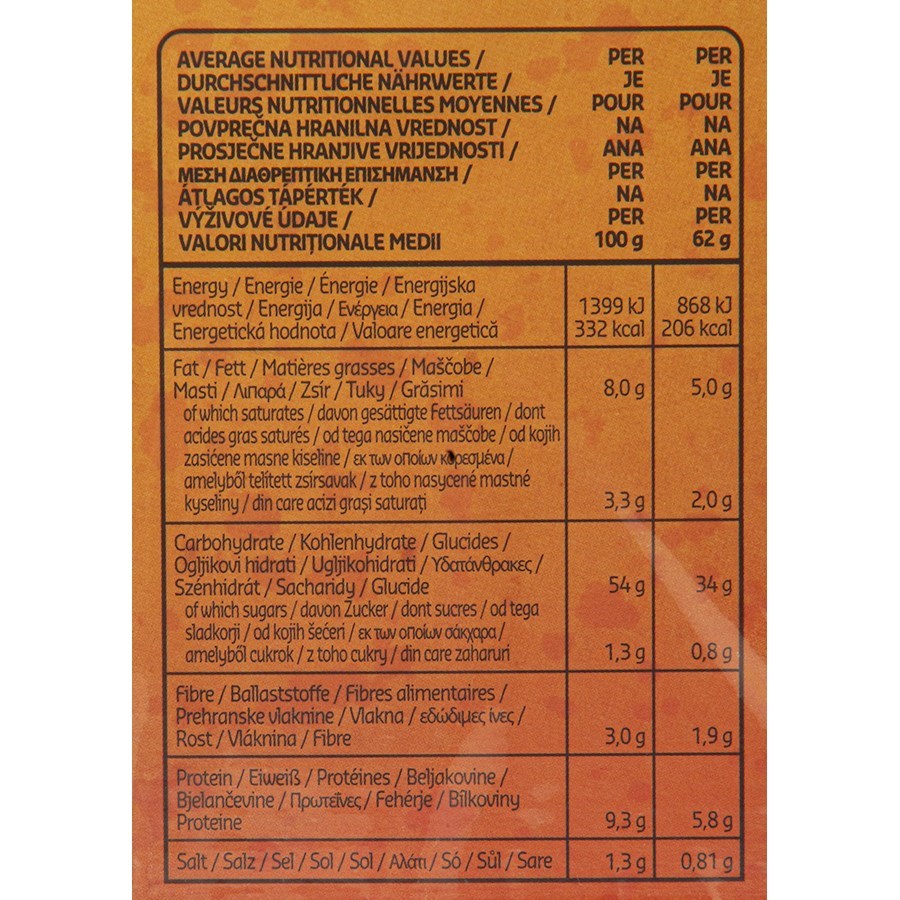 AVERAGE NUTRITIONAL VALUES / PER PER
DURCHSCHNITTLICHE NÄHRWERTE / JE JE
VALEURS NUTRITIONNELLES MOYENNES / POUR POUR
POVPREČNA HRANILNA VREDNOST / NA NA
PROSJEČNE HRANJIVE VRIJEDNOSTI / ANA ANA
ΜΕΣΗ ΔΙΑΘΡΕΠΤΙΚΗ ΕΠΙΣΗΜΑΝΣΗ / PER PER
ÁTLAGOS TÁPÉRTÉK / NA NA
VÝŽIVOVÉ ÚDAJE / PER PER
VALORI NUTRIȚIONALE MEDII 100 g 62 g
Energy / Energie / Énergie / Energijska
vrednost / Energija / Ενέργεια / Energia / 1399 kJ 868 kJ
Energetická hodnota / Valoare energetică 332 kcal 206 kcal
Fat / Fett / Matières grasses / Maščobe /
Masti / Λιπαρά / Zsír / Tuky / Grăsimi 8,0 g 5,0 g
of which saturates / davon gesättigte Fettsäuren / dont
acides gras saturés / od tega nasičene maščobe / od kojih
zasićene masne kiseline / εκ των οποίων κορεσμένα /
amelyből telített zsírsavak / z toho nasycené mastné
kyseliny / din care acizi grași saturați 3,3 g 2,0 g
Carbohydrate / Kohlenhydrate / Glucides /
Ogljikovi hidrati / Ugljikohidrati / Υδατάνθρακες /
Szénhidrát / Sacharidy / Glucide 54 g 34 g
of which sugars / davon Zucker / dont sucres / od tega
sladkorji / od kojih šećeri / εκ των οποίων σάκχαρα /
amelyből cukrok / z toho cukry / din care zaharuri 1,3 g 0,8 g
Fibre / Ballaststoffe / Fibres alimentaires /
Prehranske vlaknine / Vlakna / εδώδιμες ίνες /
Rost / Vláknina / Fibre 3,0 g 1,9 g
Protein / Eiweiß / Protéines / Beljakovine /
Bjelančevine / Πρωτεΐνες / Fehérje / Bílkoviny
Proteine 9,3 g 5,8 g
Salt / Salz / Sel / Sol / Sol / Αλάτι / Só / Sůl / Sare 1,3 g 0,81 g